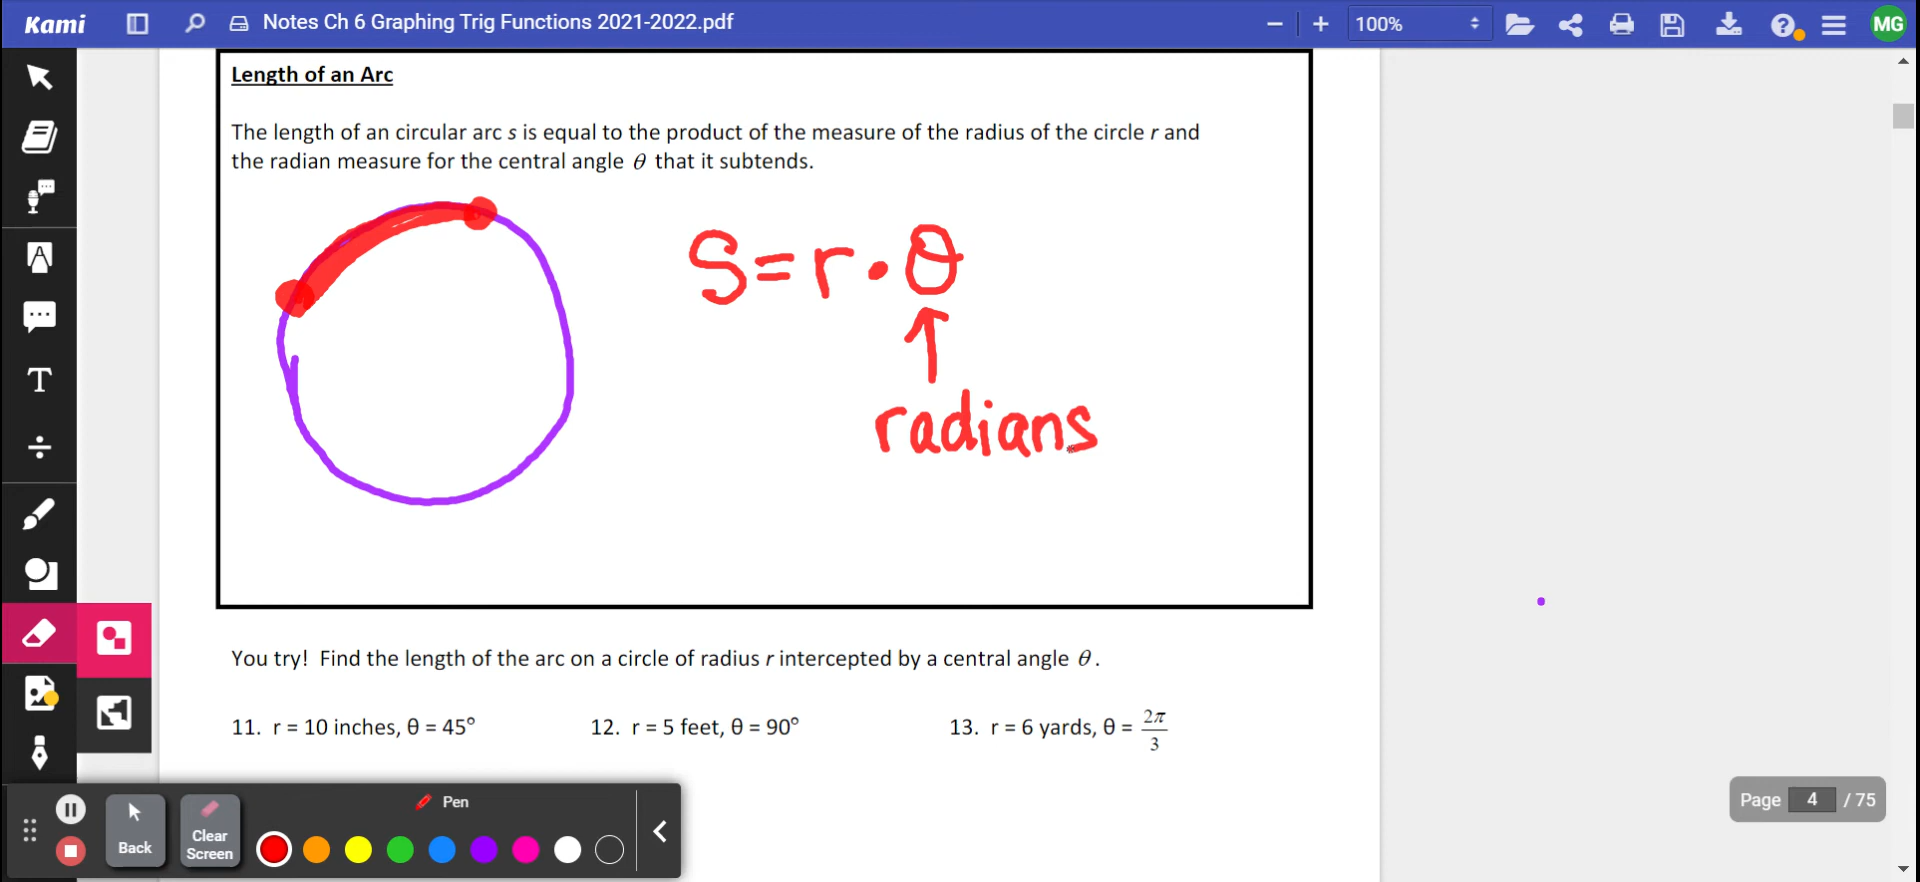 Kami
Notes Ch 6 Graphing Trig Functions 2021-2022.pdf
100%
MG
Length of an Arc
The length of an circular arc s is equal to the product of the measure of the radius of the circle r and
the radian measure for the central angle θ that it subtends.
S = r • θ
radians
You try! Find the length of the arc on a circle of radius r intercepted by a central angle θ.
11. r = 10 inches, θ = 45°
12. r = 5 feet, θ = 90°
13. r = 6 yards, θ = 2π/3
Page 4 / 75
Pen
Back
Clear
Screen